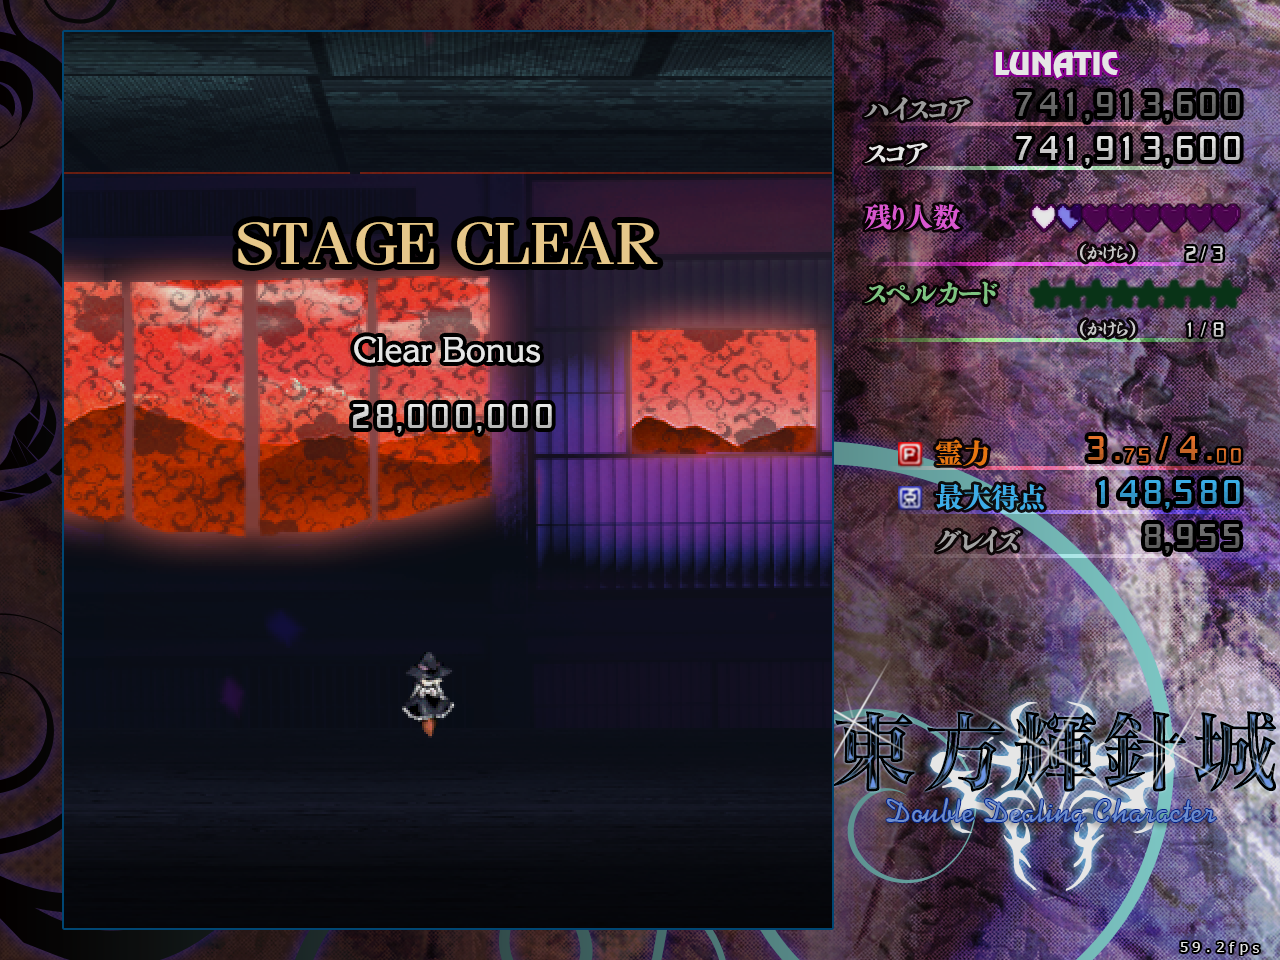 STAGE CLEAR
Clear Bonus
28,000,000
LUNATIC
ハイスコア 741,913,600
スコア 741,913,600
残り人数
(かけら) 2/3
スペルカード
(かけら) 1/8
P 霊力 3.75/4.00
点 最大得点 148,580
グレイズ 8,955
東方輝針城
Double Dealing Character
59.2fps